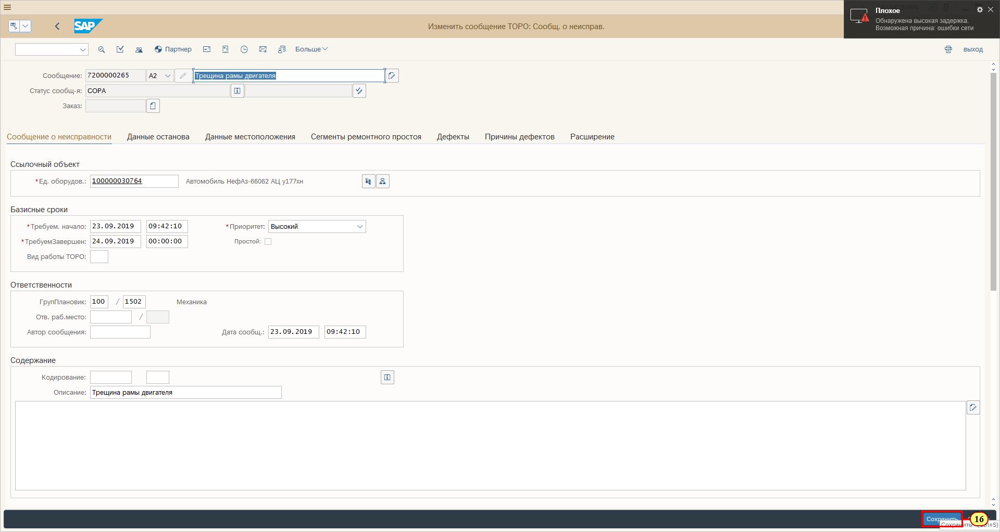 Плохое
Обнаружена высокая задержка.
Возможная причина: ошибки сети
SAP
Изменить сообщение ТОРО: Сообщ. о неисправ.
Партнер
Больше
выход
Сообщение: 7200000265 A2 Трещина рамы двигателя
Статус сообщ-я: СОРА
Заказ:
Сообщение о неисправности Данные останова Данные местоположения Сегменты ремонтного простоя Дефекты Причины дефектов Расширение
Ссылочный объект
*Ед. оборудов.: 100000030764 Автомобиль НефАз-66062 АЦ у177хн
Базисные сроки
*Требуем. начало: 23.09.2019 09:42:10 *Приоритет: Высокий
*ТребуемЗавершен: 24.09.2019 00:00:00 Простой:
Вид работы ТОРО:
Ответственности
ГрупПлановик: 100 / 1502 Механика
Отв. раб.место: /
Автор сообщения: Дата сообщ.: 23.09.2019 09:42:10
Содержание
Кодирование:
Описание: Трещина рамы двигателя
Сохранить 16
Сохранить